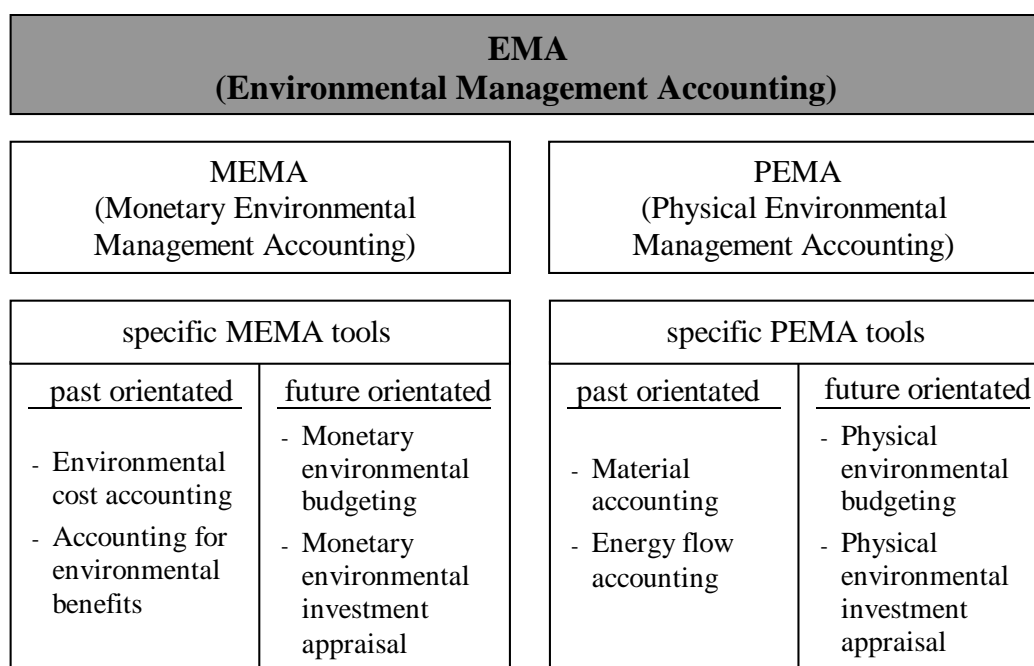 EMA
(Environmental Management Accounting)
MEMA
(Monetary Environmental
Management Accounting)
PEMA
(Physical Environmental
Management Accounting)
specific MEMA tools
past orientated
- Environmental
cost accounting
- Accounting for
environmental
benefits
future orientated
- Monetary
environmental
budgeting
- Monetary
environmental
investment
appraisal
specific PEMA tools
past orientated
- Material
accounting
- Energy flow
accounting
future orientated
- Physical
environmental
budgeting
- Physical
environmental
investment
appraisal